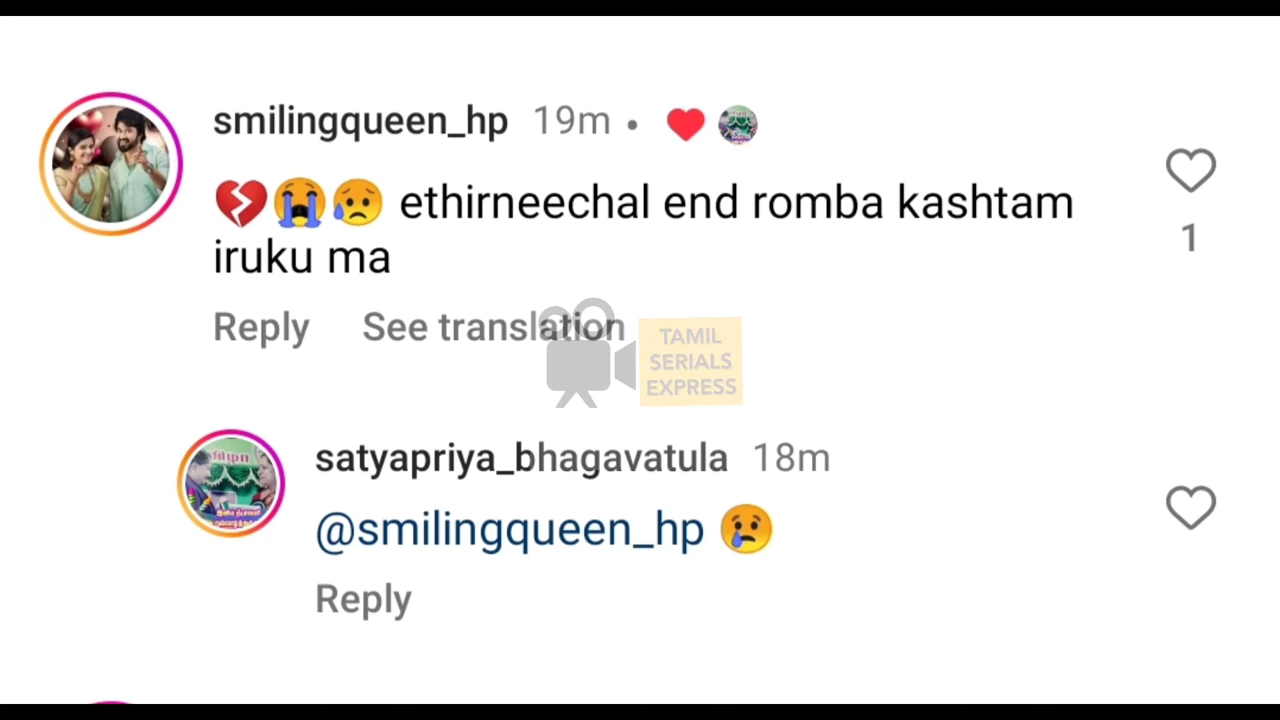 smilingqueen_hp 19m •
💔😭😥 ethirneechal end romba kashtam
iruku ma
1
Reply See translation
TAMIL
SERIALS
EXPRESS
satyapriya_bhagavatula 18m
@smilingqueen_hp 😢
Reply